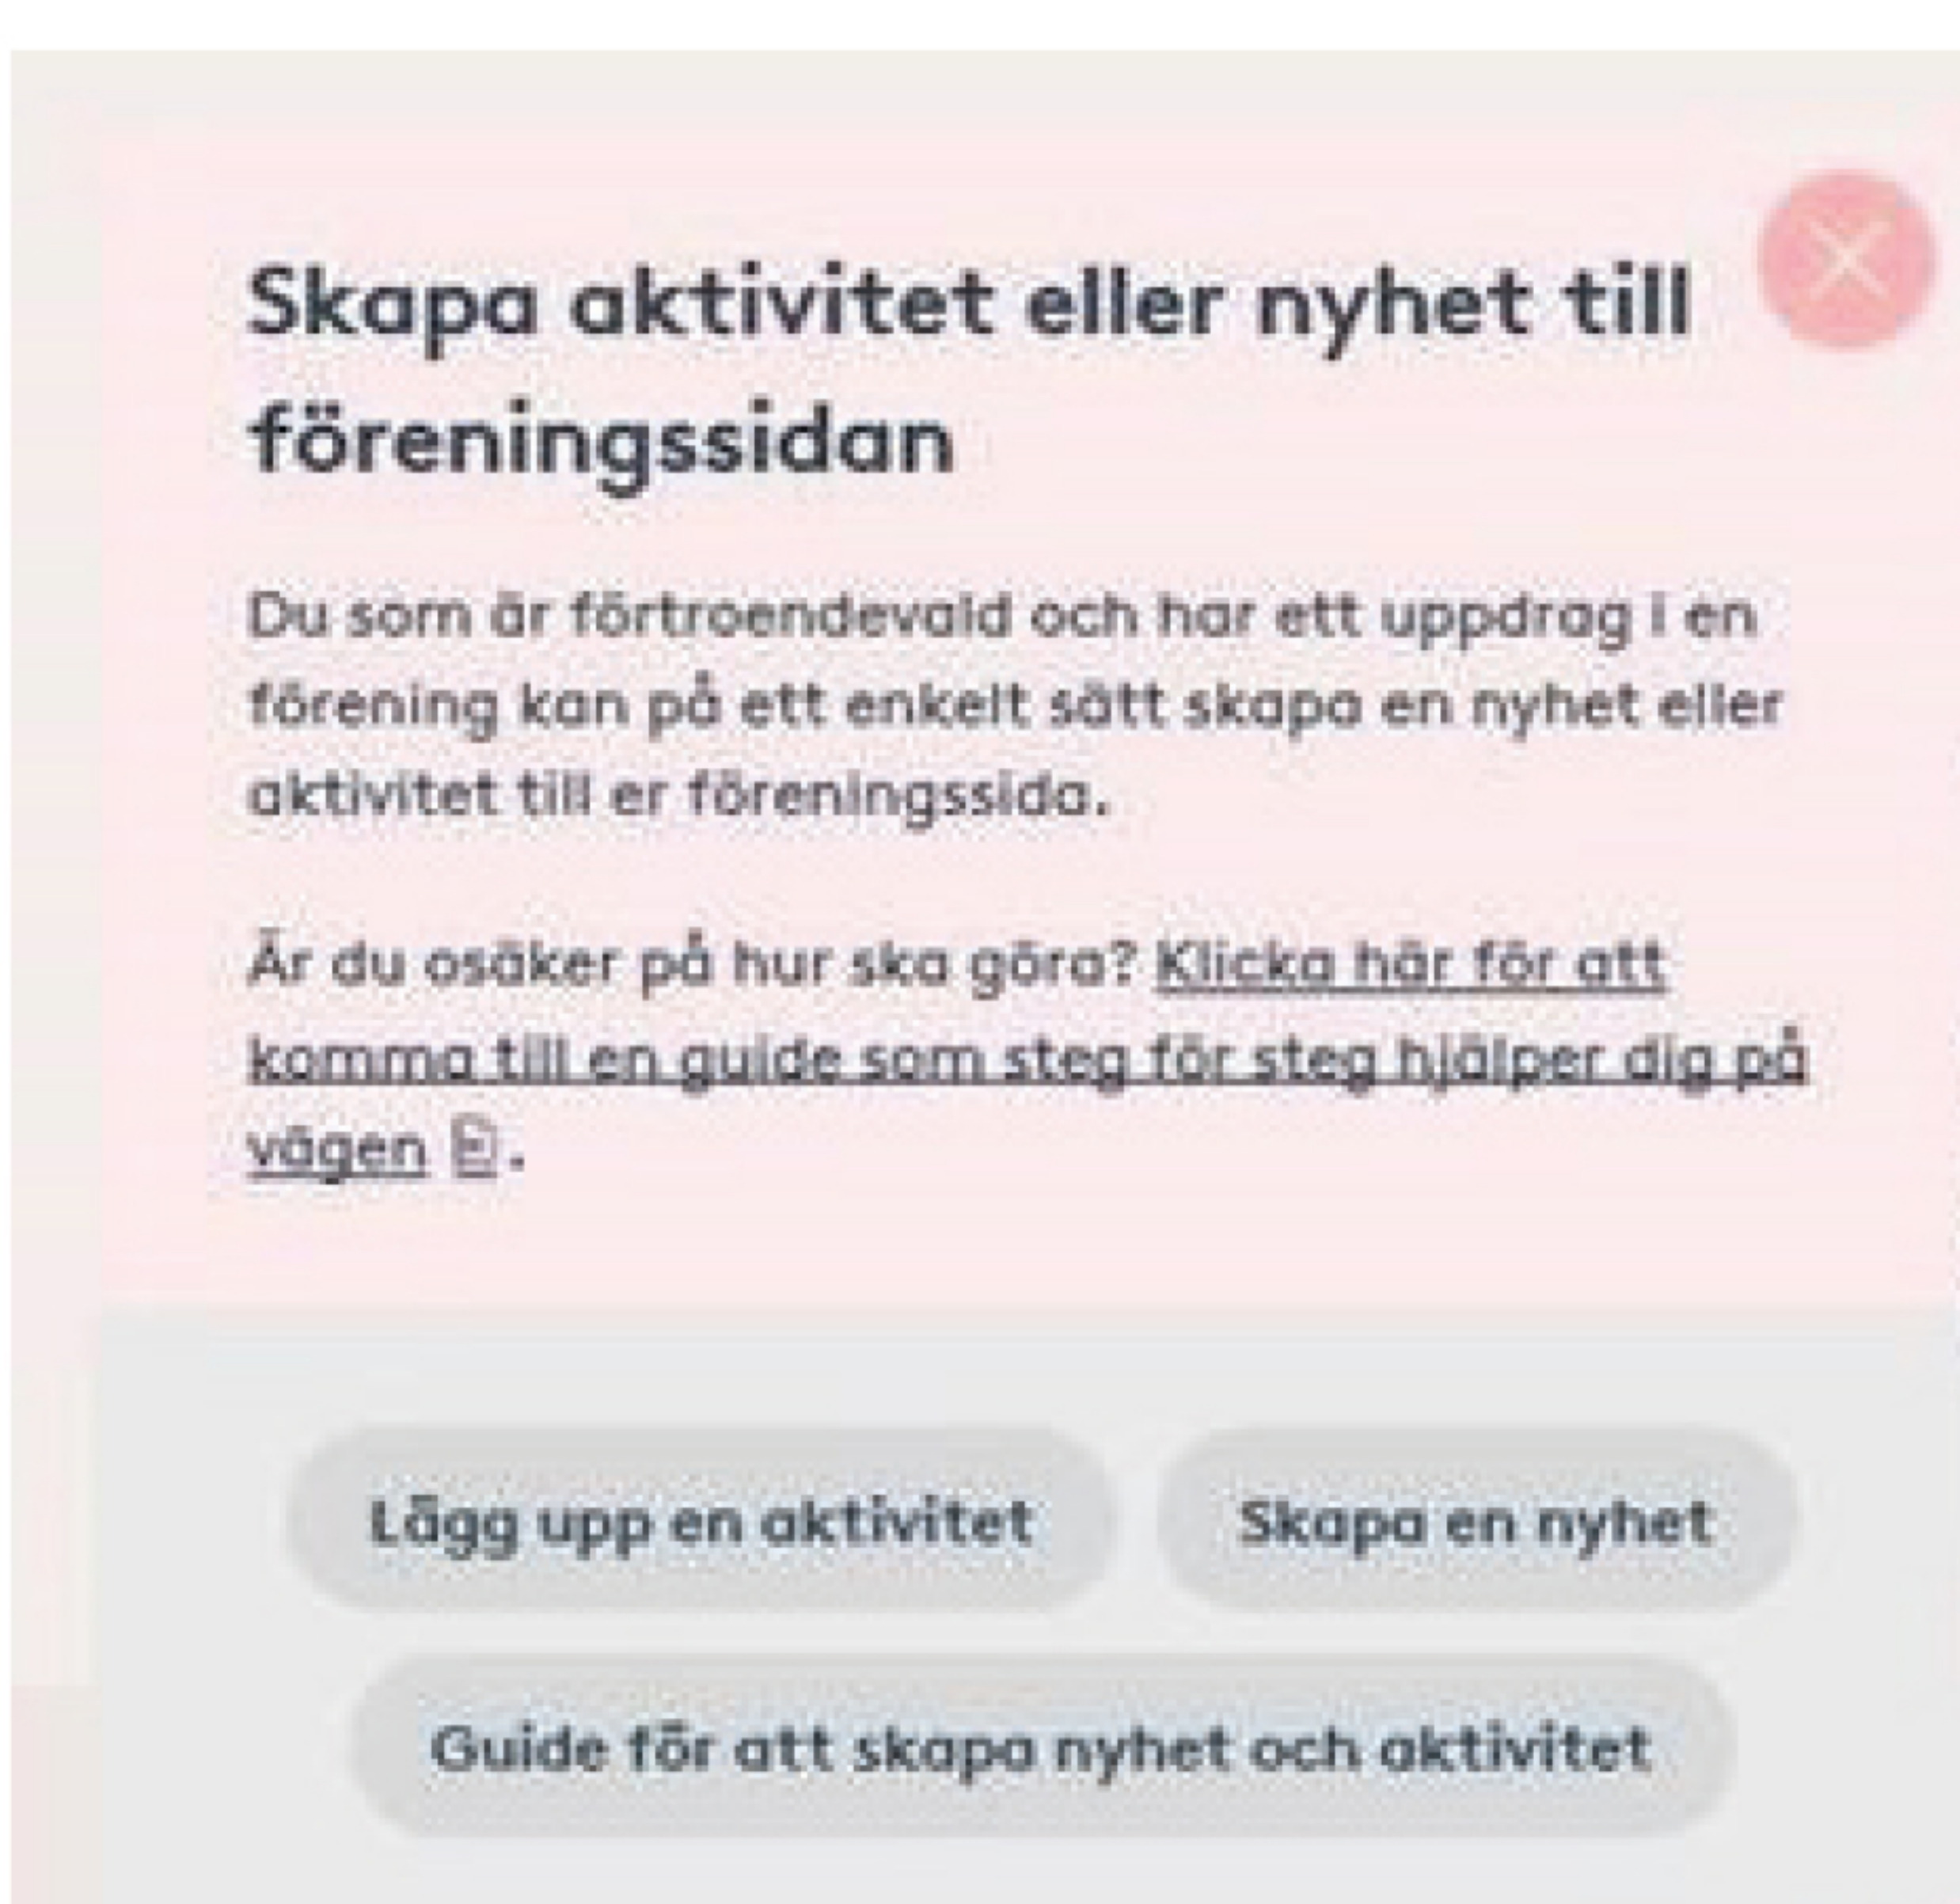 Skapa aktivitet eller nyhet till
föreningssidan
Du som är förtroendevald och har ett uppdrag i en
förening kan på ett enkelt sätt skapa en nyhet eller
aktivitet till er föreningssida.
Är du osäker på hur ska göra? Klicka här för att
komma till en guide som steg för steg hjälper dig på
vägen.
Lägg upp en aktivitet
Skapa en nyhet
Guide för att skapa nyhet och aktivitet